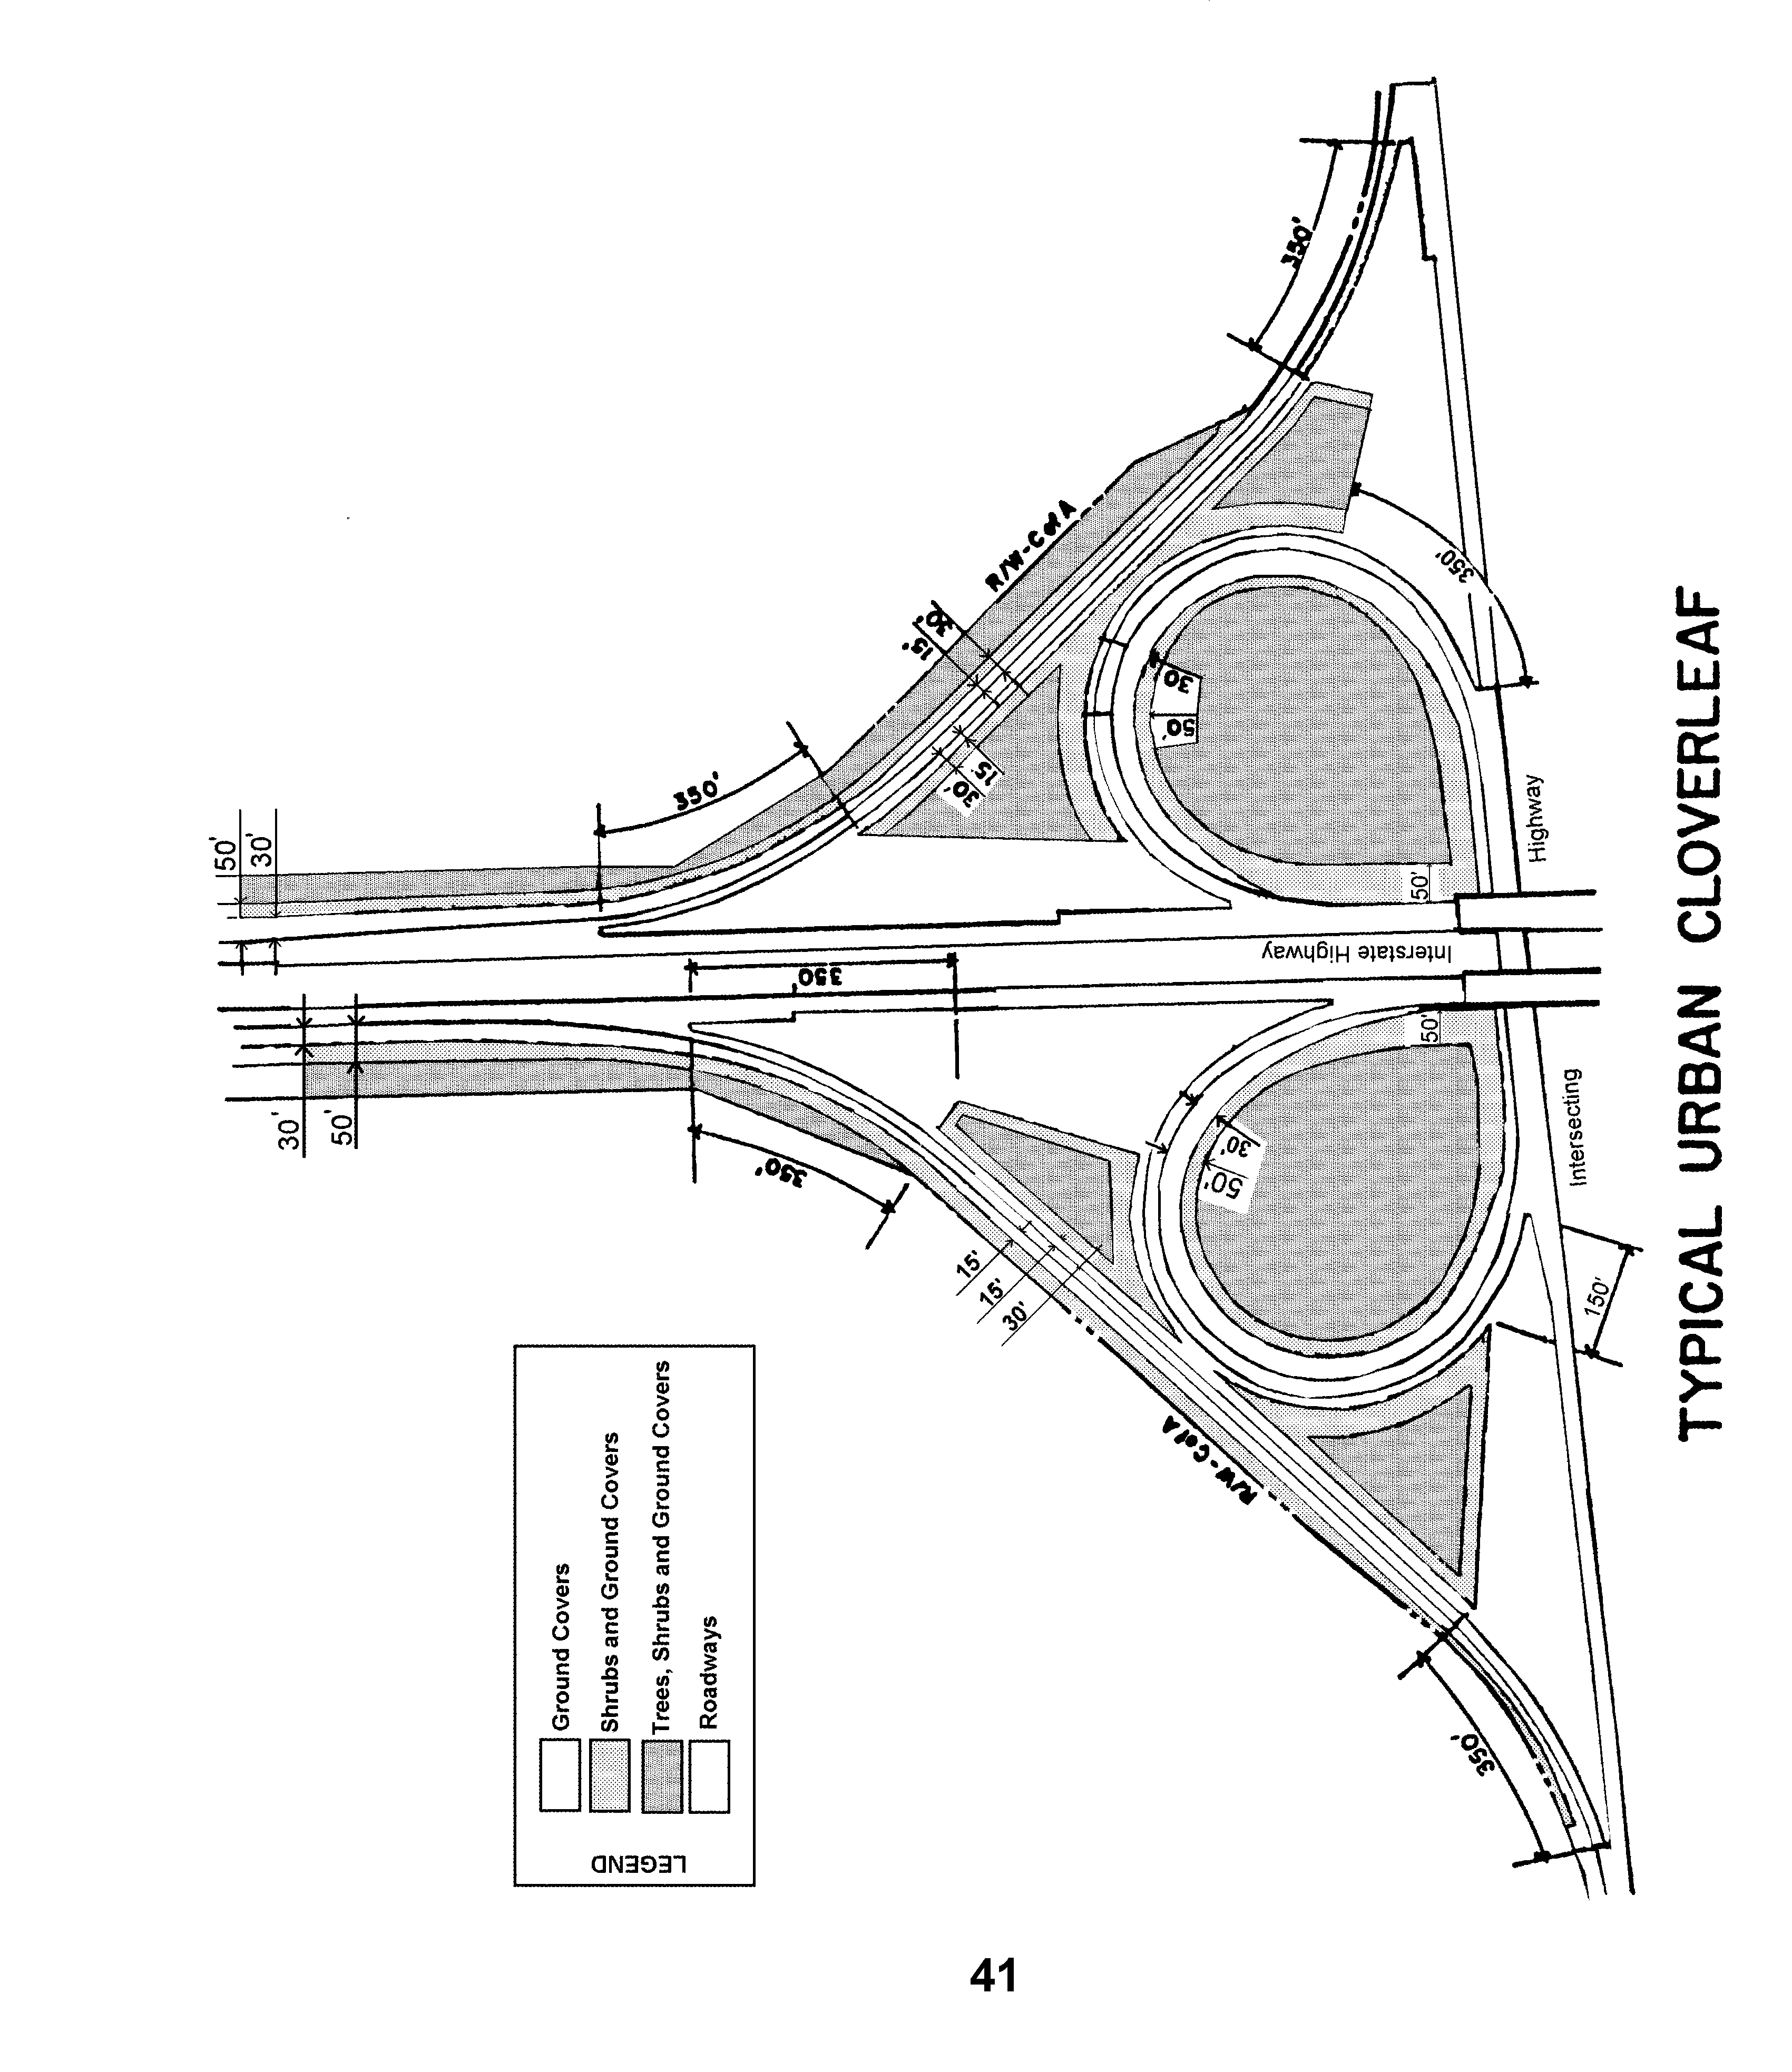 TYPICAL URBAN CLOVERLEAF
LEGEND
Ground Covers
Shrubs and Ground Covers
Trees, Shrubs and Ground Covers
Roadways
50'
30'
30'
50'
350'
350'
350'
350'
350'
350'
350'
R/W-C of A
R/W-C of A
30'
15'
15'
30'
30'
50'
50'
50'
30'
50'
15'
15'
30'
150'
Interstate Highway
Intersecting
Highway
41